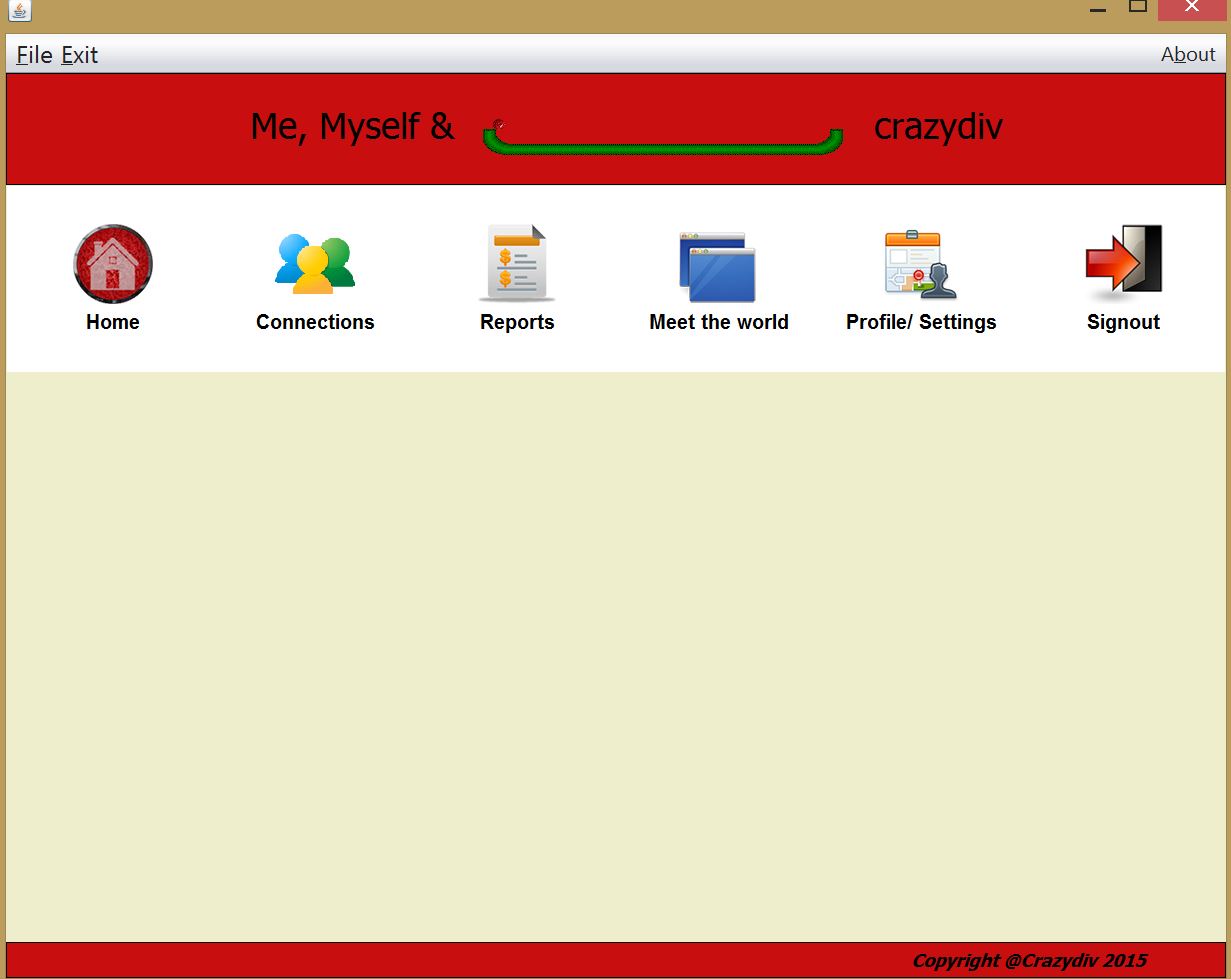 File Exit About
Me, Myself & crazydiv
Home Connections Reports Meet the world Profile/ Settings Signout
Copyright @Crazydiv 2015